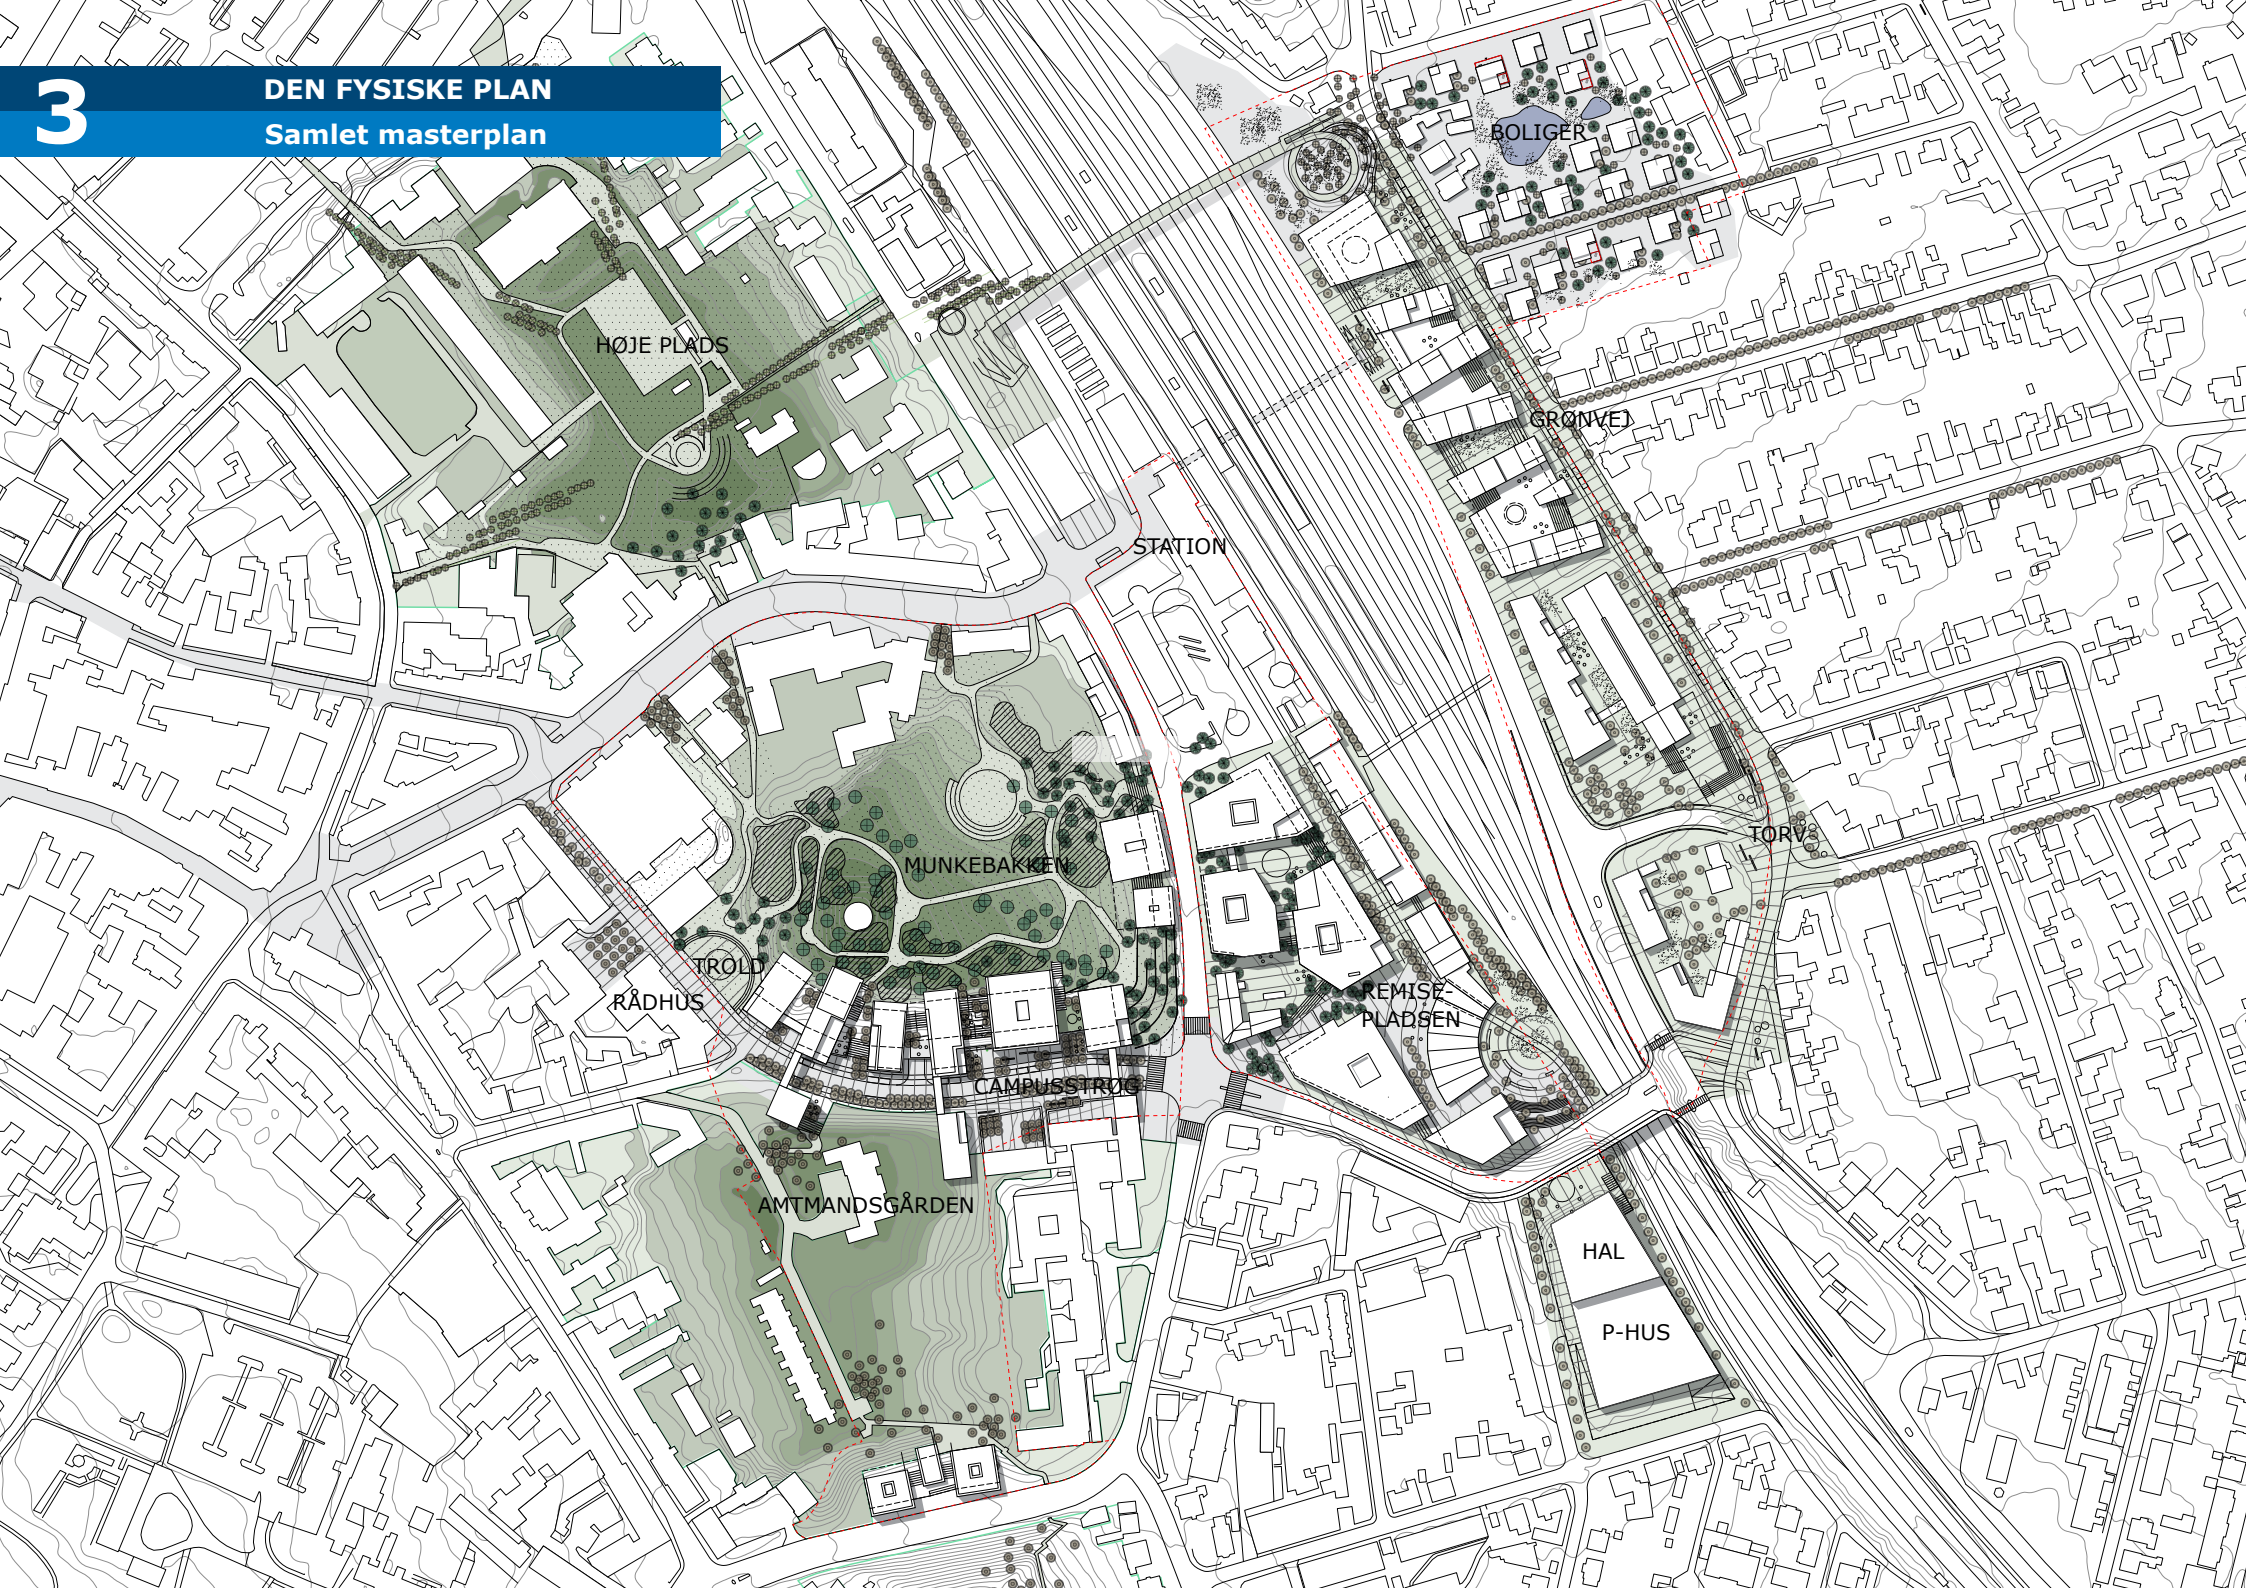 3
DEN FYSISKE PLAN
Samlet masterplan
BOLIGER
HØJE PLADS
GRØNVEJ
STATION
TORV
MUNKEBAKKEN
TROLD
RÅDHUS
REMISE-
PLADSEN
CAMPUSSTRØG
AMTMANDSGÅRDEN
HAL
P-HUS